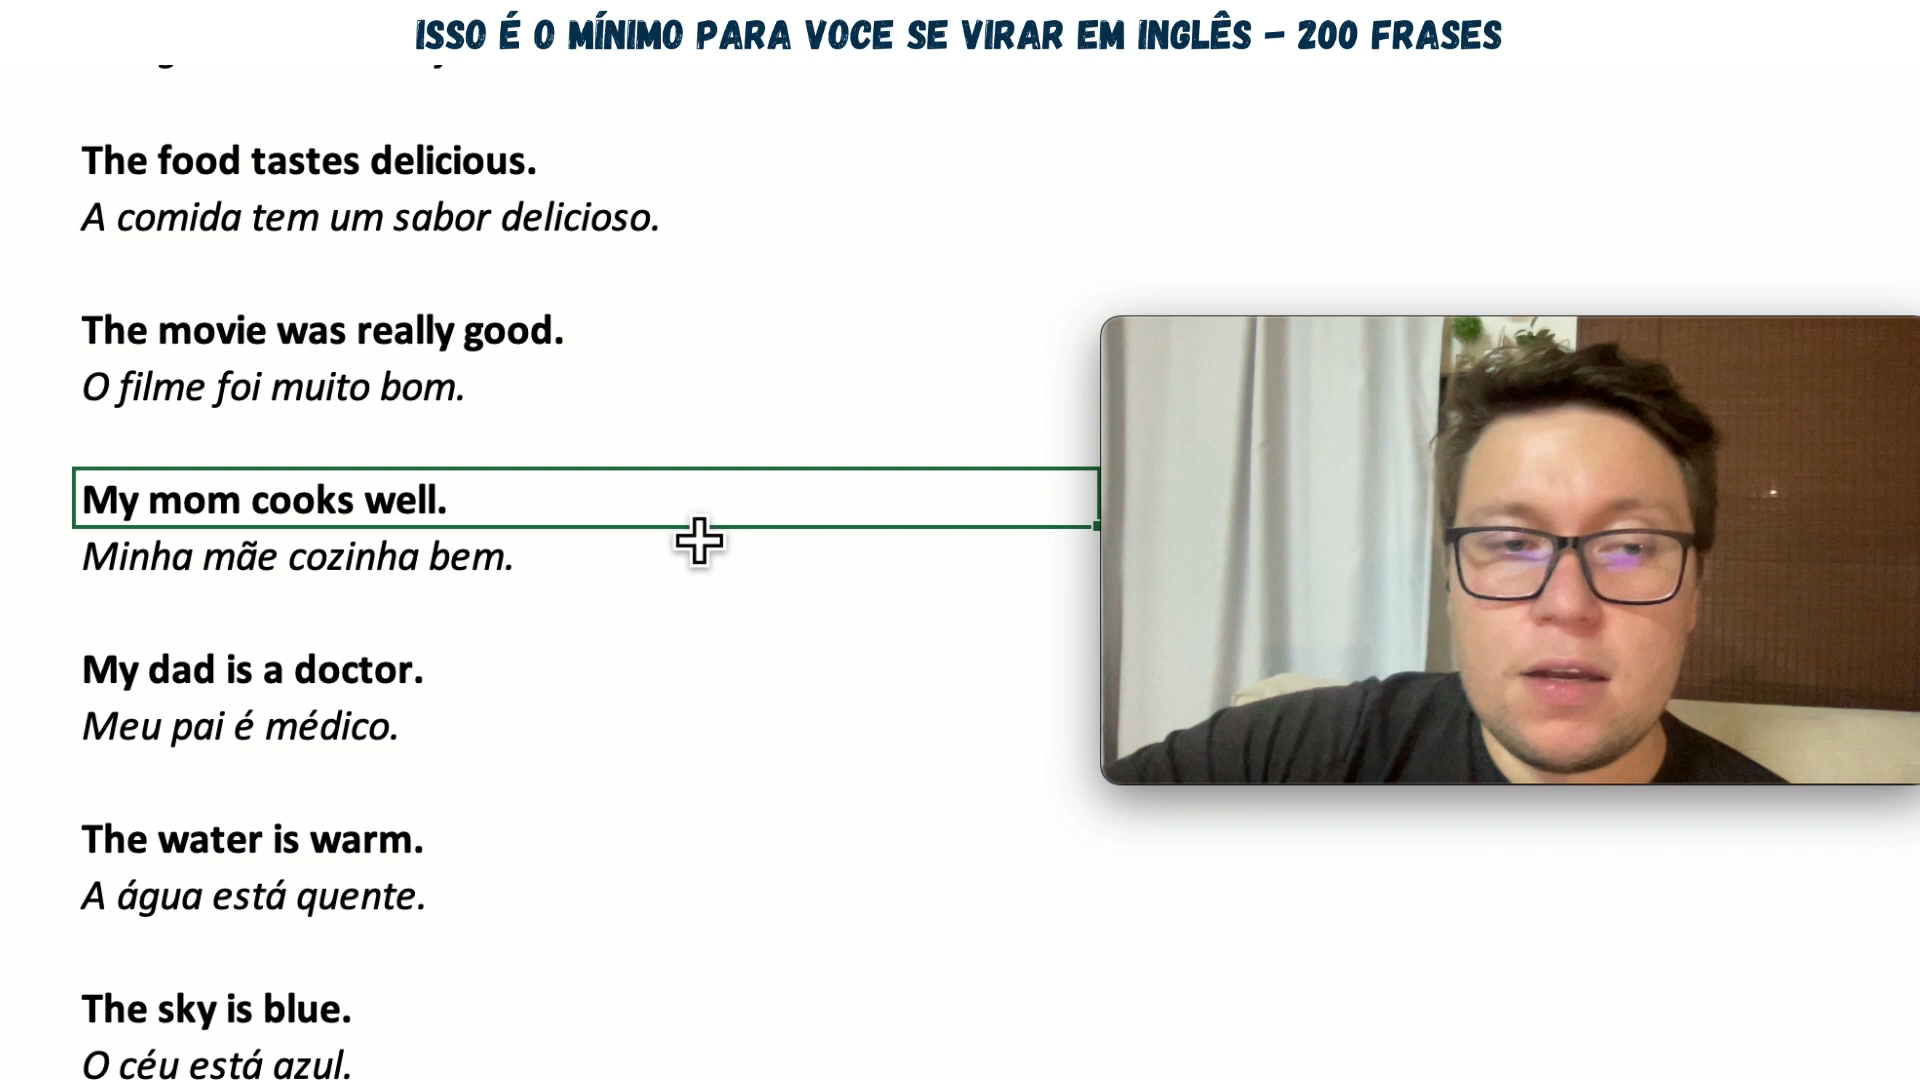 ISSO É O MÍNIMO PARA VOCE SE VIRAR EM INGLÊS – 200 FRASES
The food tastes delicious.
A comida tem um sabor delicioso.
The movie was really good.
O filme foi muito bom.
My mom cooks well.
Minha mãe cozinha bem.
My dad is a doctor.
Meu pai é médico.
The water is warm.
A água está quente.
The sky is blue.
O céu está azul.